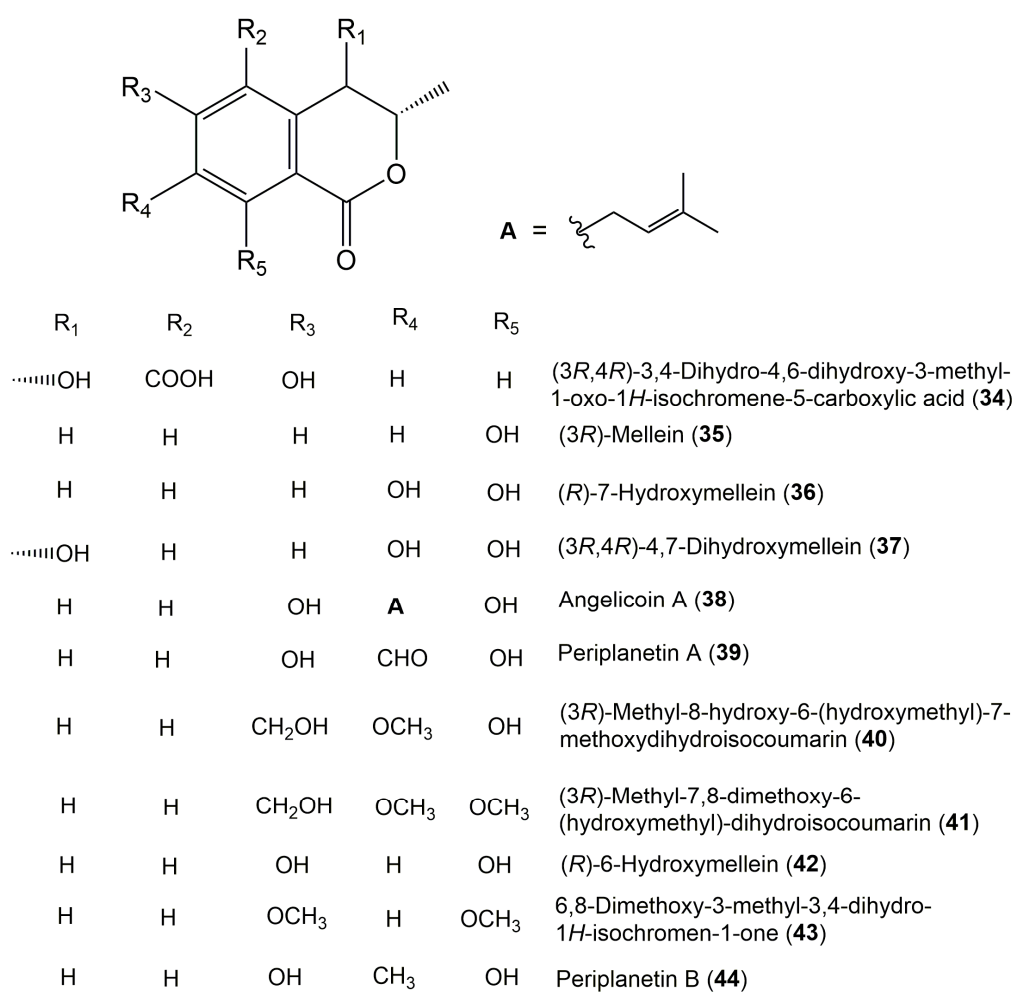 R2 R1
R3
O
R4
R5 O
A =
R1 R2 R3 R4 R5
OH COOH OH H H (3R,4R)-3,4-Dihydro-4,6-dihydroxy-3-methyl-
1-oxo-1H-isochromene-5-carboxylic acid (34)
H H H H OH (3R)-Mellein (35)
H H H OH OH (R)-7-Hydroxymellein (36)
OH H H OH OH (3R,4R)-4,7-Dihydroxymellein (37)
H H OH A OH Angelicoin A (38)
H H OH CHO OH Periplanetin A (39)
H H CH2OH OCH3 OH (3R)-Methyl-8-hydroxy-6-(hydroxymethyl)-7-
methoxydihydroisocoumarin (40)
H H CH2OH OCH3 OCH3 (3R)-Methyl-7,8-dimethoxy-6-
(hydroxymethyl)-dihydroisocoumarin (41)
H H OH H OH (R)-6-Hydroxymellein (42)
H H OCH3 H OCH3 6,8-Dimethoxy-3-methyl-3,4-dihydro-
1H-isochromen-1-one (43)
H H OH CH3 OH Periplanetin B (44)